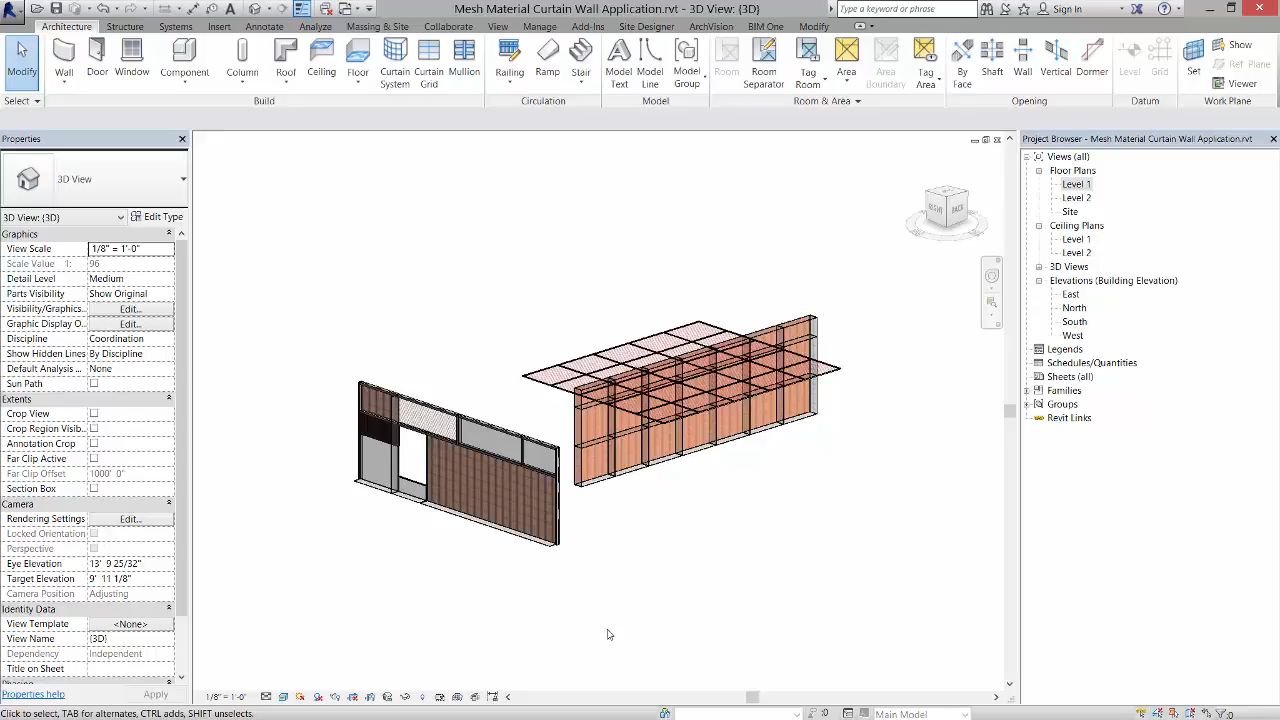 Mesh Material Curtain Wall Application.rvt - 3D View: {3D}
Type a keyword or phrase
Sign In
Architecture Structure Systems Insert Annotate Analyze Massing & Site Collaborate View Manage Add-Ins Site Designer ArchVision BIM One Modify
Modify
Wall
Door
Window
Component
Column
Roof
Ceiling
Floor
Curtain System
Curtain Grid
Mullion
Railing
Ramp
Stair
Model Text
Model Line
Model Group
Room
Room Separator
Tag Room
Area
Area Boundary
Tag Area
By Face
Shaft
Wall
Vertical
Dormer
Level
Grid
Set
Show
Ref Plane
Viewer
Select
Build
Circulation
Model
Room & Area
Opening
Datum
Work Plane
Properties
3D View
3D View: {3D}
Edit Type
Graphics
View Scale 1/8" = 1'-0"
Scale Value 1: 96
Detail Level Medium
Parts Visibility Show Original
Visibility/Graphics... Edit...
Graphic Display O... Edit...
Discipline Coordination
Show Hidden Lines By Discipline
Default Analysis ... None
Sun Path
Extents
Crop View
Crop Region Visib...
Annotation Crop
Far Clip Active
Far Clip Offset 1000' 0"
Section Box
Camera
Rendering Settings Edit...
Locked Orientation
Perspective
Eye Elevation 13' 9 25/32"
Target Elevation 9' 11 1/8"
Camera Position Adjusting
Identity Data
View Template <None>
View Name {3D}
Dependency Independent
Title on Sheet
Properties help
Apply
RIGHT
BACK
Project Browser - Mesh Material Curtain Wall Application.rvt
Views (all)
Floor Plans
Level 1
Level 2
Site
Ceiling Plans
Level 1
Level 2
3D Views
Elevations (Building Elevation)
East
North
South
West
Legends
Schedules/Quantities
Sheets (all)
Families
Groups
Revit Links
1/8" = 1'-0"
Click to select, TAB for alternates, CTRL adds, SHIFT unselects.
:0
Main Model
:0